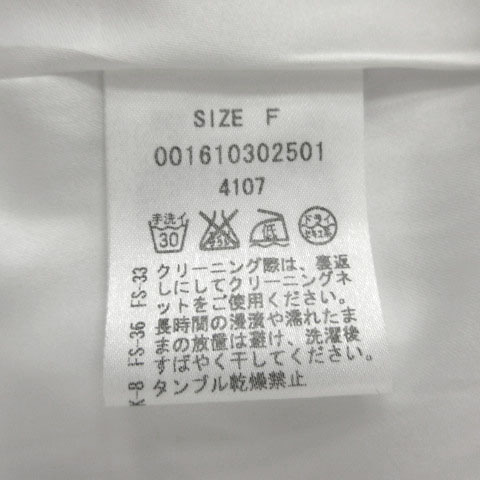 SIZE F
001610302501
4107
手洗イ
30
低
ドライ
セキユ系
クリーニング際は、裏返
しにしてクリーニングネ
ットをご使用ください。
長時間の浸漬や濡れたま
まの放置は避け、洗濯後
すばやく干してください。
タンブル乾燥禁止
K-8 FS-36 FS-33